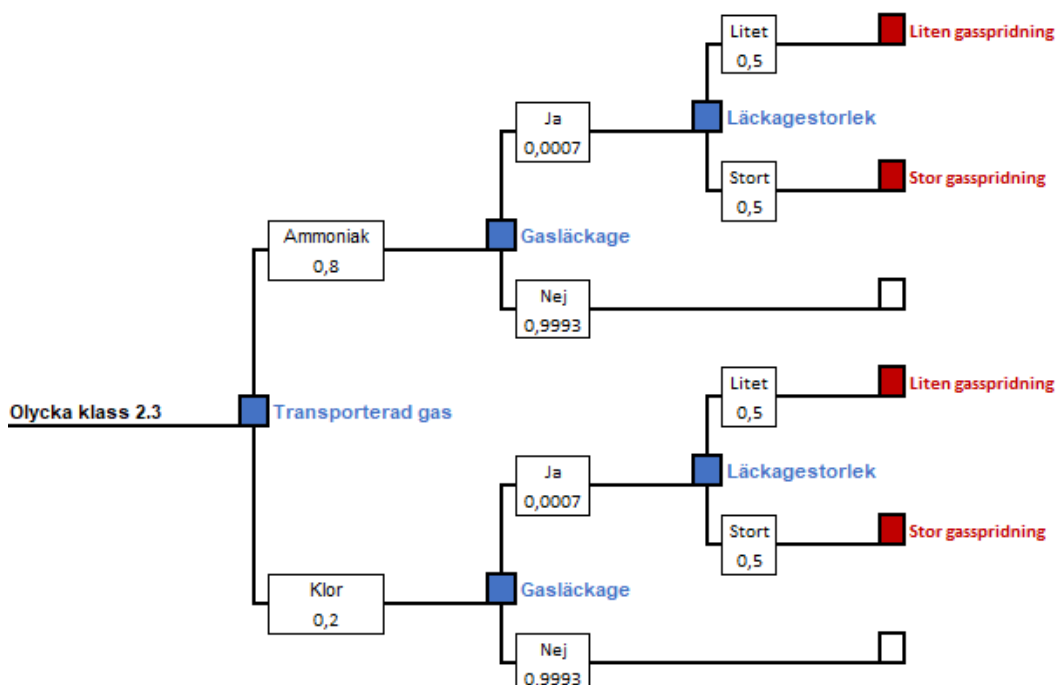 Litet
0,5
Liten gasspridning
Ja
0,0007
Läckagestorlek
Stort
0,5
Stor gasspridning
Ammoniak
0,8
Gasläckage
Nej
0,9993
Olycka klass 2.3
Transporterad gas
Litet
0,5
Liten gasspridning
Ja
0,0007
Läckagestorlek
Stort
0,5
Stor gasspridning
Klor
0,2
Gasläckage
Nej
0,9993